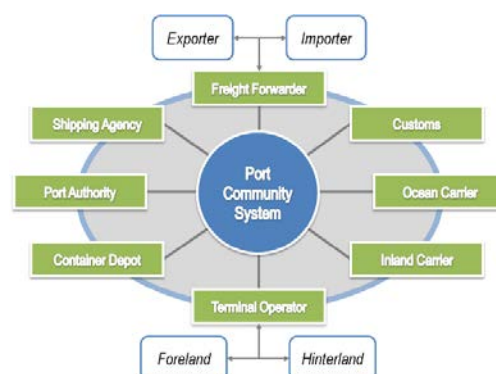 Exporter
Importer
Freight Forwarder
Shipping Agency
Customs
Port
Community
System
Port Authority
Ocean Carrier
Container Depot
Inland Carrier
Terminal Operator
Foreland
Hinterland